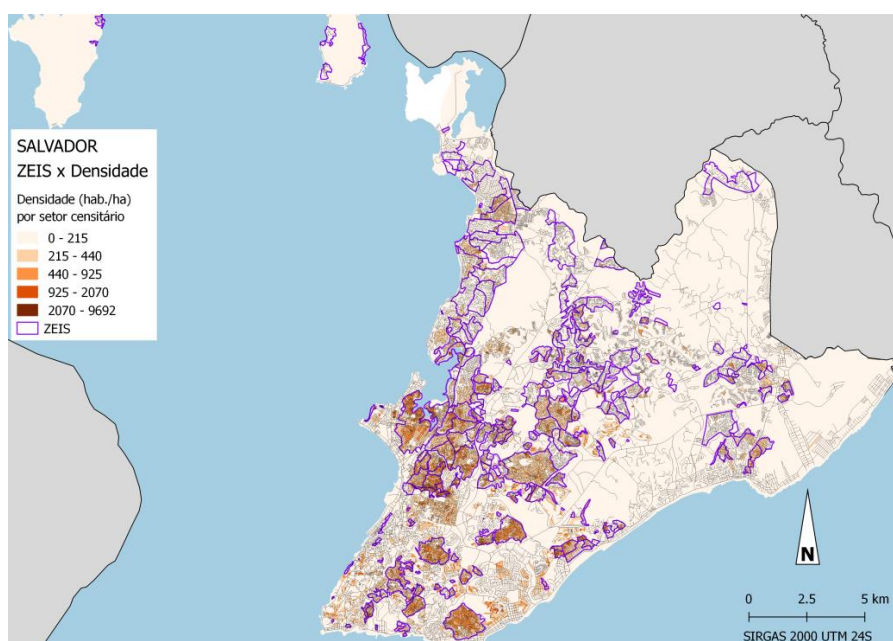 SALVADOR
ZEIS x Densidade
Densidade (hab./ha)
por setor censitário
0 - 215
215 - 440
440 - 925
925 - 2070
2070 - 9692
ZEIS
N
0 2.5 5 km
SIRGAS 2000 UTM 24S